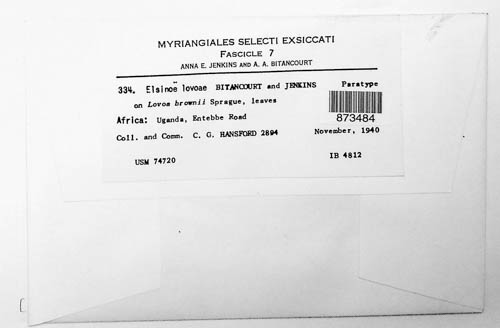 MYRIANGIALES SELECTI EXSICCATI
FASCICLE 7
ANNA E. JENKINS AND A. A. BITANCOURT
334. Elsinoë lovoae BITANCOURT and JENKINS Paratype
on Lovoa brownii Sprague, leaves
873484
Africa: Uganda, Entebbe Road
Coll. and Comm. C. G. HANSFORD 2894 November, 1940
USM 74720 IB 4812